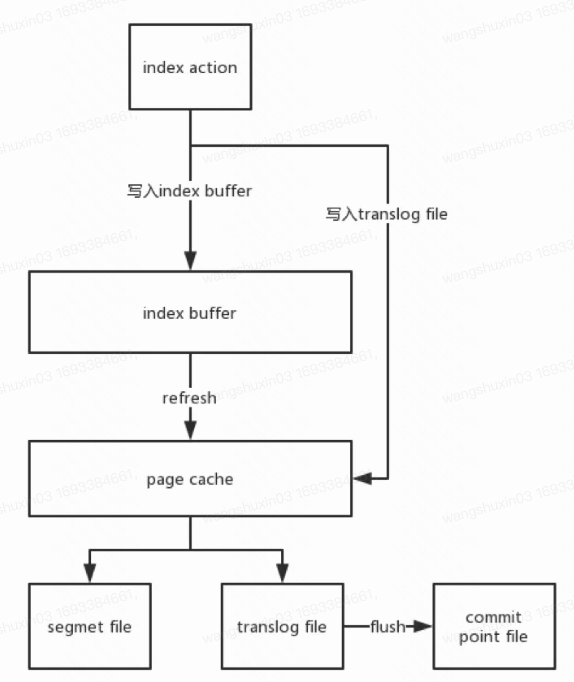 index action
写入index buffer
写入translog file
index buffer
refresh
page cache
segmet file
translog file
flush
commit
point file
wangshuxin03 1693384661,